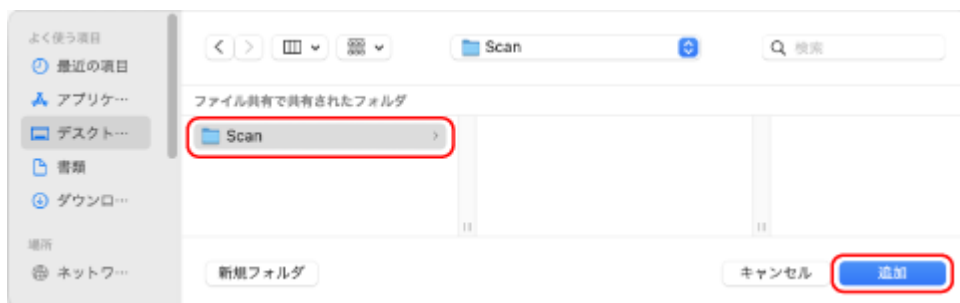 よく使う項目
最近の項目
アプリケ…
デスクト…
書類
ダウンロ…
場所
ネットワ…
Scan
検索
ファイル共有で共有されたフォルダ
Scan
新規フォルダ
キャンセル
追加